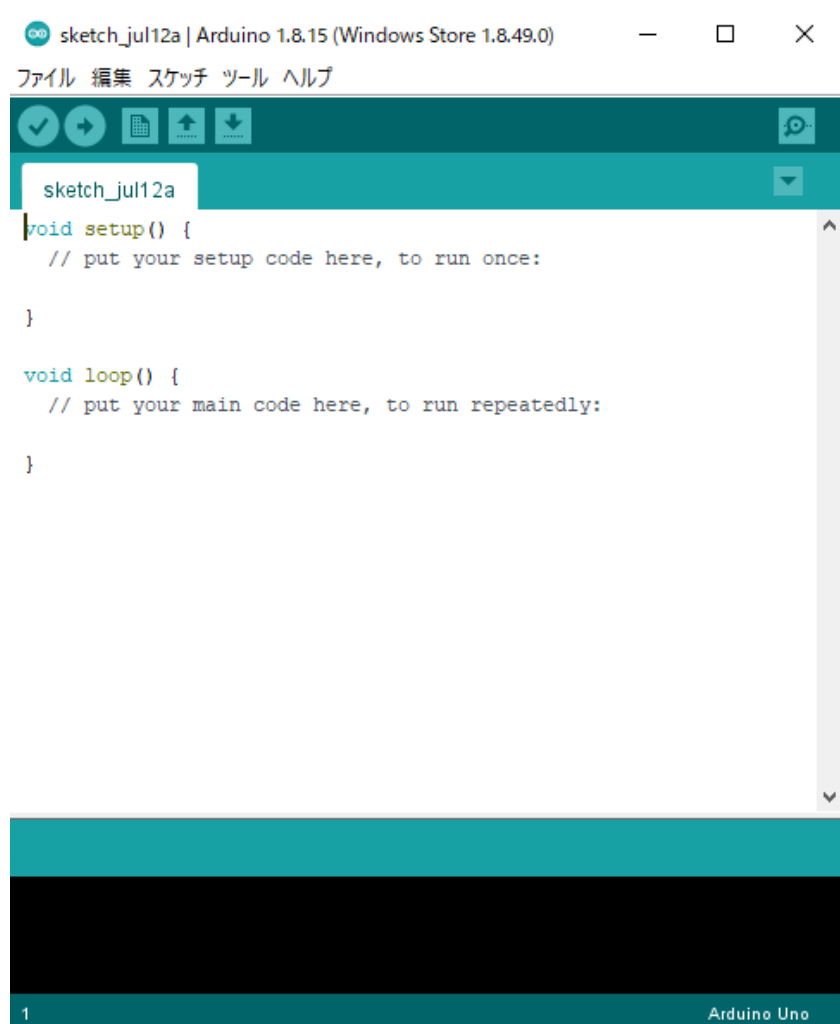 sketch_jul12a | Arduino 1.8.15 (Windows Store 1.8.49.0)
ファイル 編集 スケッチ ツール ヘルプ
sketch_jul12a
void setup() {
  // put your setup code here, to run once:
}
void loop() {
  // put your main code here, to run repeatedly:
}
1 Arduino Uno